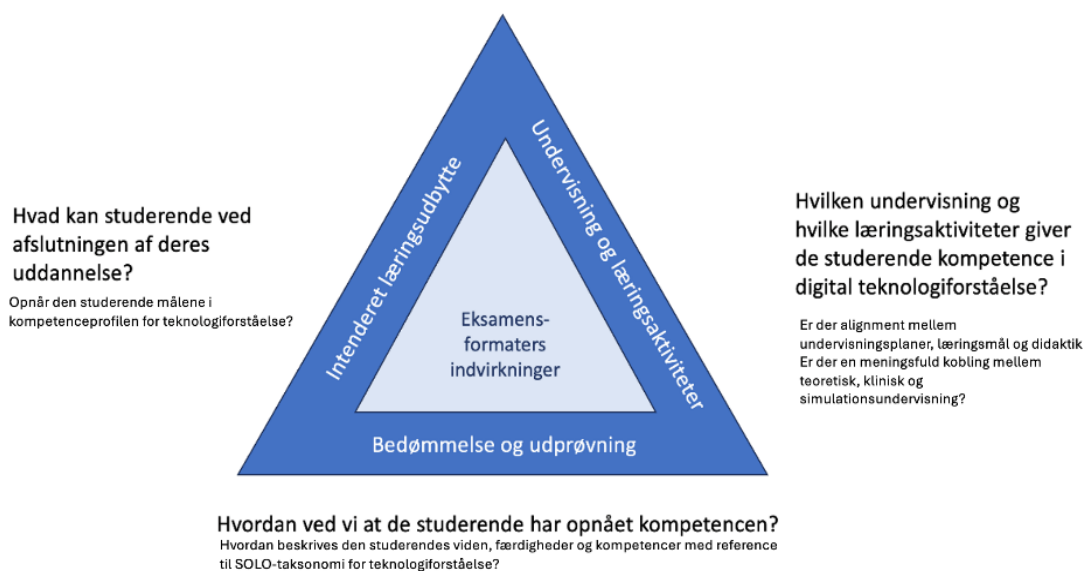 Hvad kan studerende ved
afslutningen af deres
uddannelse?
Opnår den studerende målene i
kompetenceprofilen for teknologiforståelse?
Intenderet læringsudbytte
Undervisning og læringsaktiviteter
Eksamens-
formaters
indvirkninger
Bedømmelse og udprøvning
Hvilken undervisning og
hvilke læringsaktiviteter giver
de studerende kompetence i
digital teknologiforståelse?
Er der alignment mellem
undervisningsplaner, læringsmål og didaktik
Er der en meningsfuld kobling mellem
teoretisk, klinisk og
simulationsundervisning?
Hvordan ved vi at de studerende har opnået kompetencen?
Hvordan beskrives den studerendes viden, færdigheder og kompetencer med reference
til SOLO-taksonomi for teknologiforståelse?